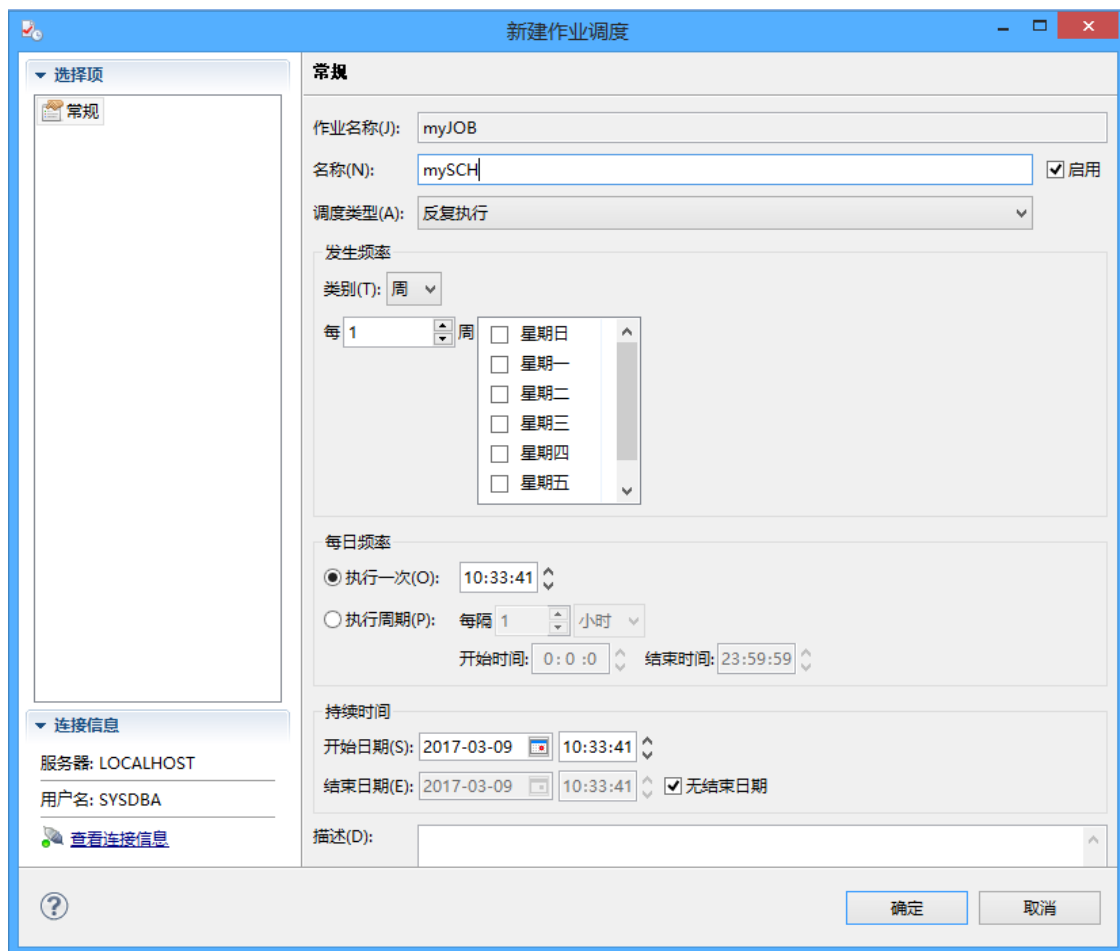 新建作业调度
选择项
常规
常规
作业名称(J): myJOB
名称(N): mySCH 启用
调度类型(A): 反复执行
发生频率
类别(T): 周
每 1 周
星期日
星期一
星期二
星期三
星期四
星期五
每日频率
执行一次(O): 10:33:41
执行周期(P): 每隔 1 小时
开始时间: 0: 0 :0 结束时间: 23:59:59
持续时间
开始日期(S): 2017-03-09 10:33:41
结束日期(E): 2017-03-09 10:33:41 无结束日期
描述(D):
连接信息
服务器: LOCALHOST
用户名: SYSDBA
查看连接信息
确定 取消